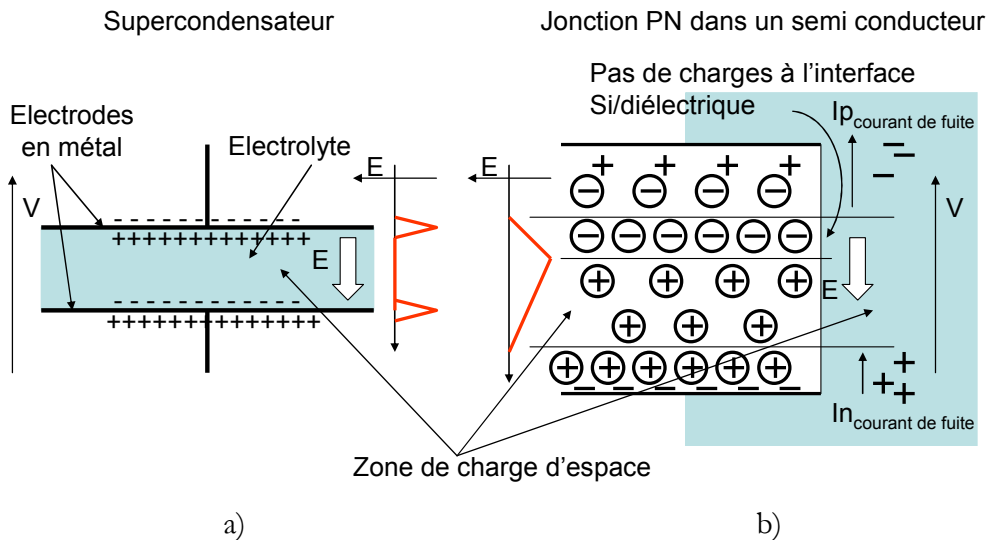 Supercondensateur
Jonction PN dans un semi conducteur
Pas de charges à l'interface
Si/diélectrique
Electrodes
en métal
Electrolyte
V
E
E
E
Ip courant de fuite
V
E
In courant de fuite
Zone de charge d'espace
a)
b)